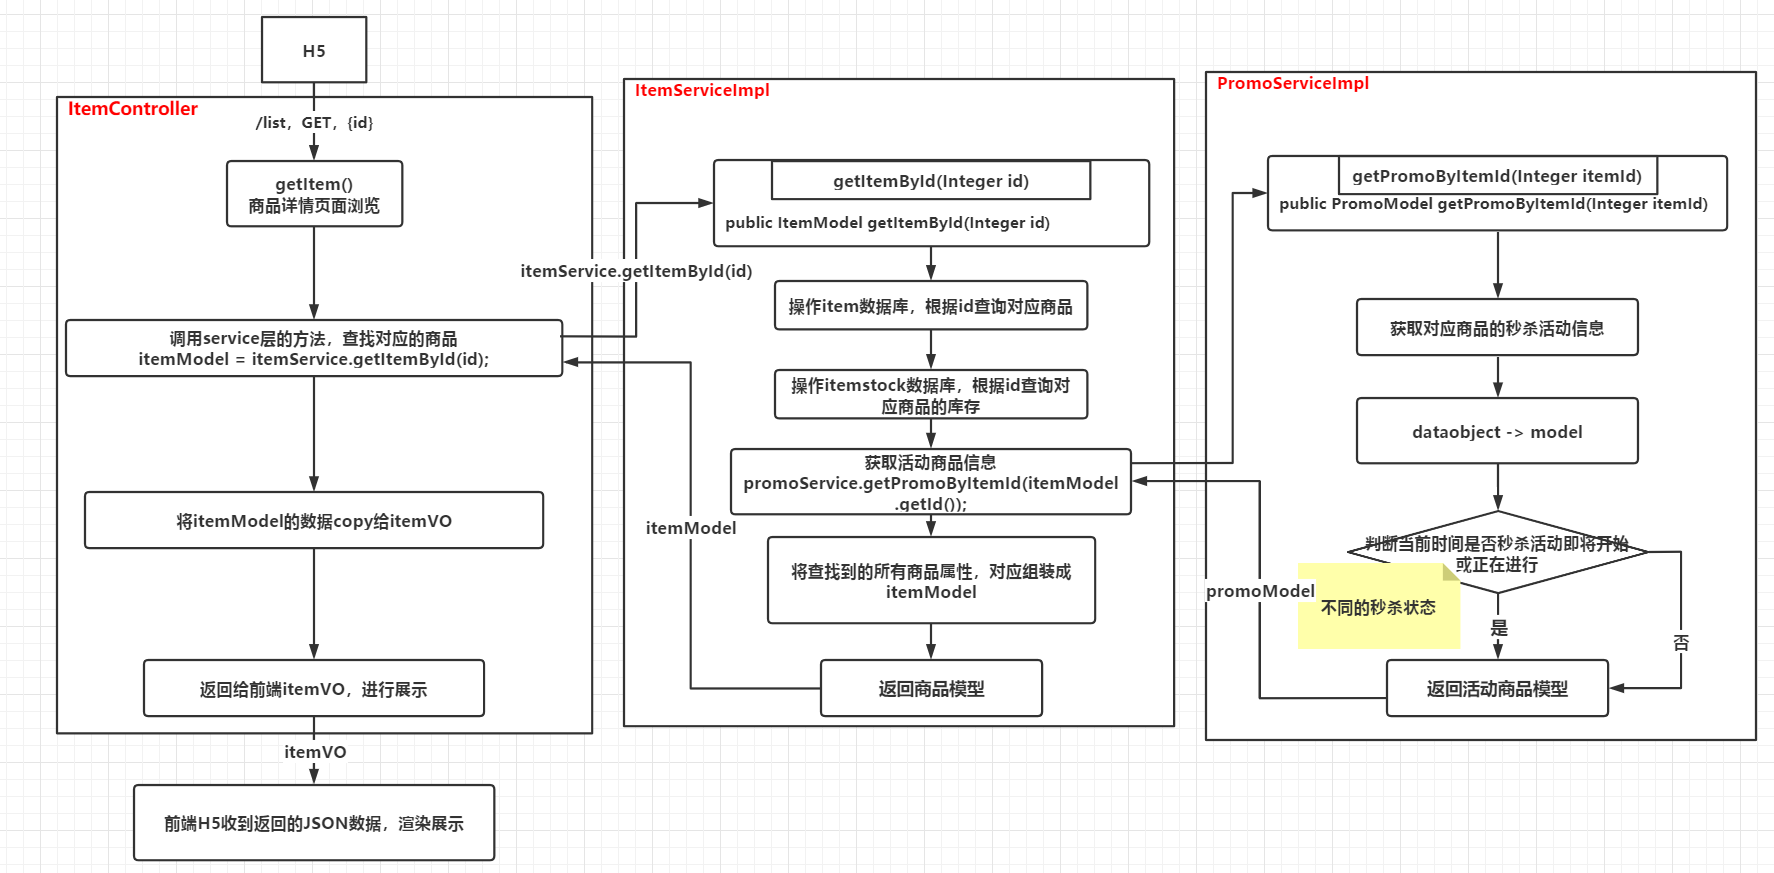 H5
ItemController
/list，GET，{id}
getItem()
商品详情页面浏览
调用service层的方法，查找对应的商品
itemModel = itemService.getItemById(id);
将itemModel的数据copy给itemVO
返回给前端itemVO，进行展示
itemVO
前端H5收到返回的JSON数据，渲染展示
itemService.getItemById(id)
itemModel
ItemServiceImpl
getItemById(Integer id)
public ItemModel getItemById(Integer id)
操作item数据库，根据id查询对应商品
操作itemstock数据库，根据id查询对
应商品的库存
获取活动商品信息
promoService.getPromoByItemId(itemModel
.getId());
将查找到的所有商品属性，对应组装成
itemModel
返回商品模型
promoModel
PromoServiceImpl
getPromoByItemId(Integer itemId)
public PromoModel getPromoByItemId(Integer itemId)
获取对应商品的秒杀活动信息
dataobject -> model
判断当前时间是否秒杀活动即将开始
或正在进行
不同的秒杀状态
是
否
返回活动商品模型